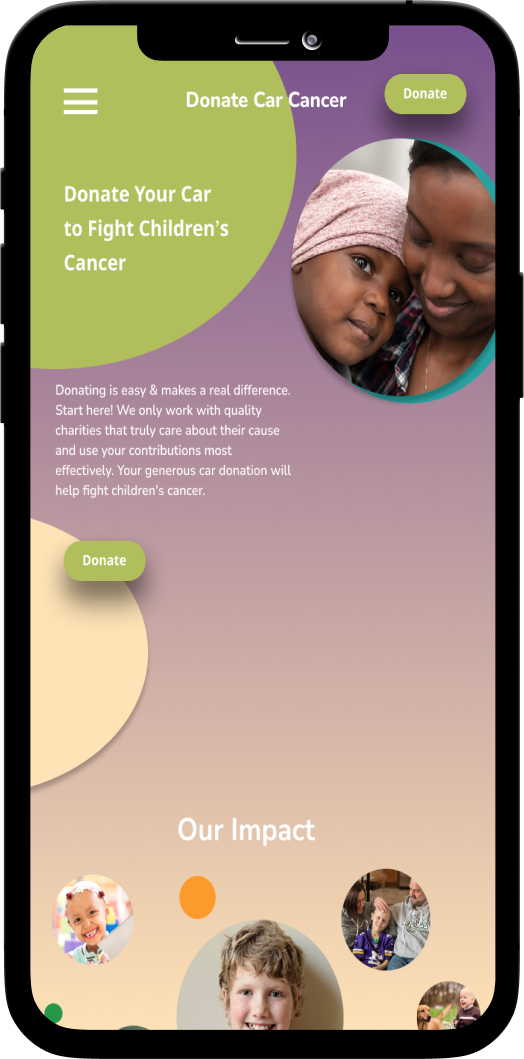 Donate Car Cancer
Donate
Donate Your Car
to Fight Children's
Cancer
Donating is easy & makes a real difference.
Start here! We only work with quality
charities that truly care about their cause
and use your contributions most
effectively. Your generous car donation will
help fight children's cancer.
Donate
Our Impact